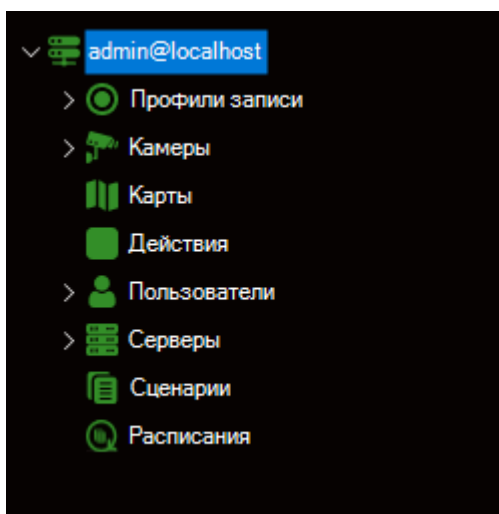 admin@localhost
Профили записи
Камеры
Карты
Действия
Пользователи
Серверы
Сценарии
Расписания